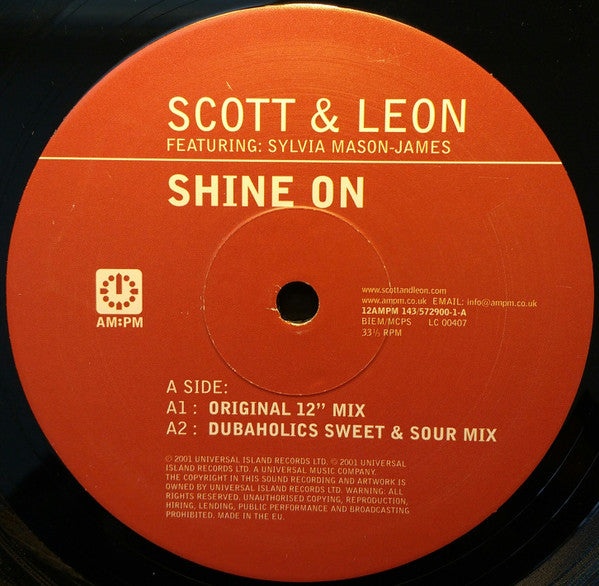 SCOTT & LEON
FEATURING: SYLVIA MASON-JAMES
SHINE ON
AM:PM
www.scottandleon.com
www.ampm.co.uk EMAIL: info@ampm.co.uk
12AMPM 143/572900-1-A
BIEM/MCPS LC 00407
33⅓ RPM
A SIDE:
A1: ORIGINAL 12” MIX
A2: DUBAHOLICS SWEET & SOUR MIX
℗ 2001 UNIVERSAL ISLAND RECORDS LTD. © 2001 UNIVERSAL
ISLAND RECORDS LTD. A UNIVERSAL MUSIC COMPANY.
THE COPYRIGHT IN THIS SOUND RECORDING AND ARTWORK IS
OWNED BY UNIVERSAL ISLAND RECORDS LTD. WARNING: ALL
RIGHTS RESERVED. UNAUTHORISED COPYING, REPRODUCTION,
HIRING, LENDING, PUBLIC PERFORMANCE AND BROADCASTING
PROHIBITED. MADE IN THE EU.